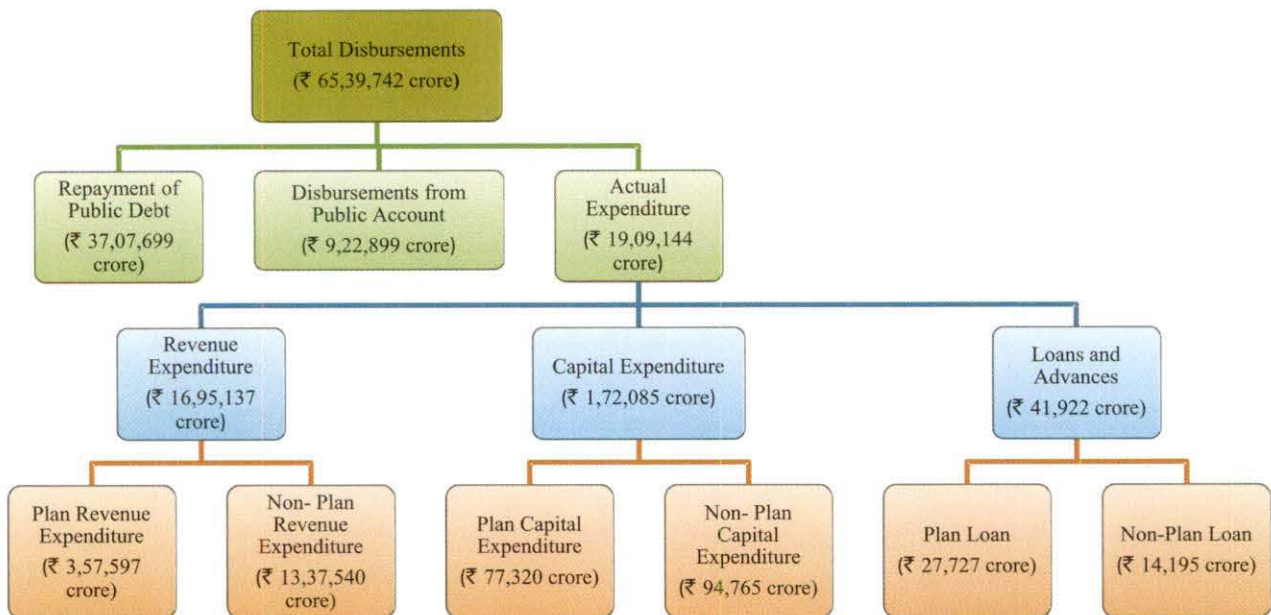 Total Disbursements
(₹ 65,39,742 crore)
Repayment of
Public Debt
(₹ 37,07,699
crore)
Disbursements from
Public Account
(₹ 9,22,899 crore)
Actual
Expenditure
(₹ 19,09,144
crore)
Revenue
Expenditure
(₹ 16,95,137
crore)
Capital Expenditure
(₹ 1,72,085 crore)
Loans and
Advances
(₹ 41,922 crore)
Plan Revenue
Expenditure
(₹ 3,57,597
crore)
Non- Plan
Revenue
Expenditure
(₹ 13,37,540
crore)
Plan Capital
Expenditure
(₹ 77,320 crore)
Non- Plan
Capital
Expenditure
(₹ 94,765 crore)
Plan Loan
(₹ 27,727 crore)
Non-Plan Loan
(₹ 14,195 crore)